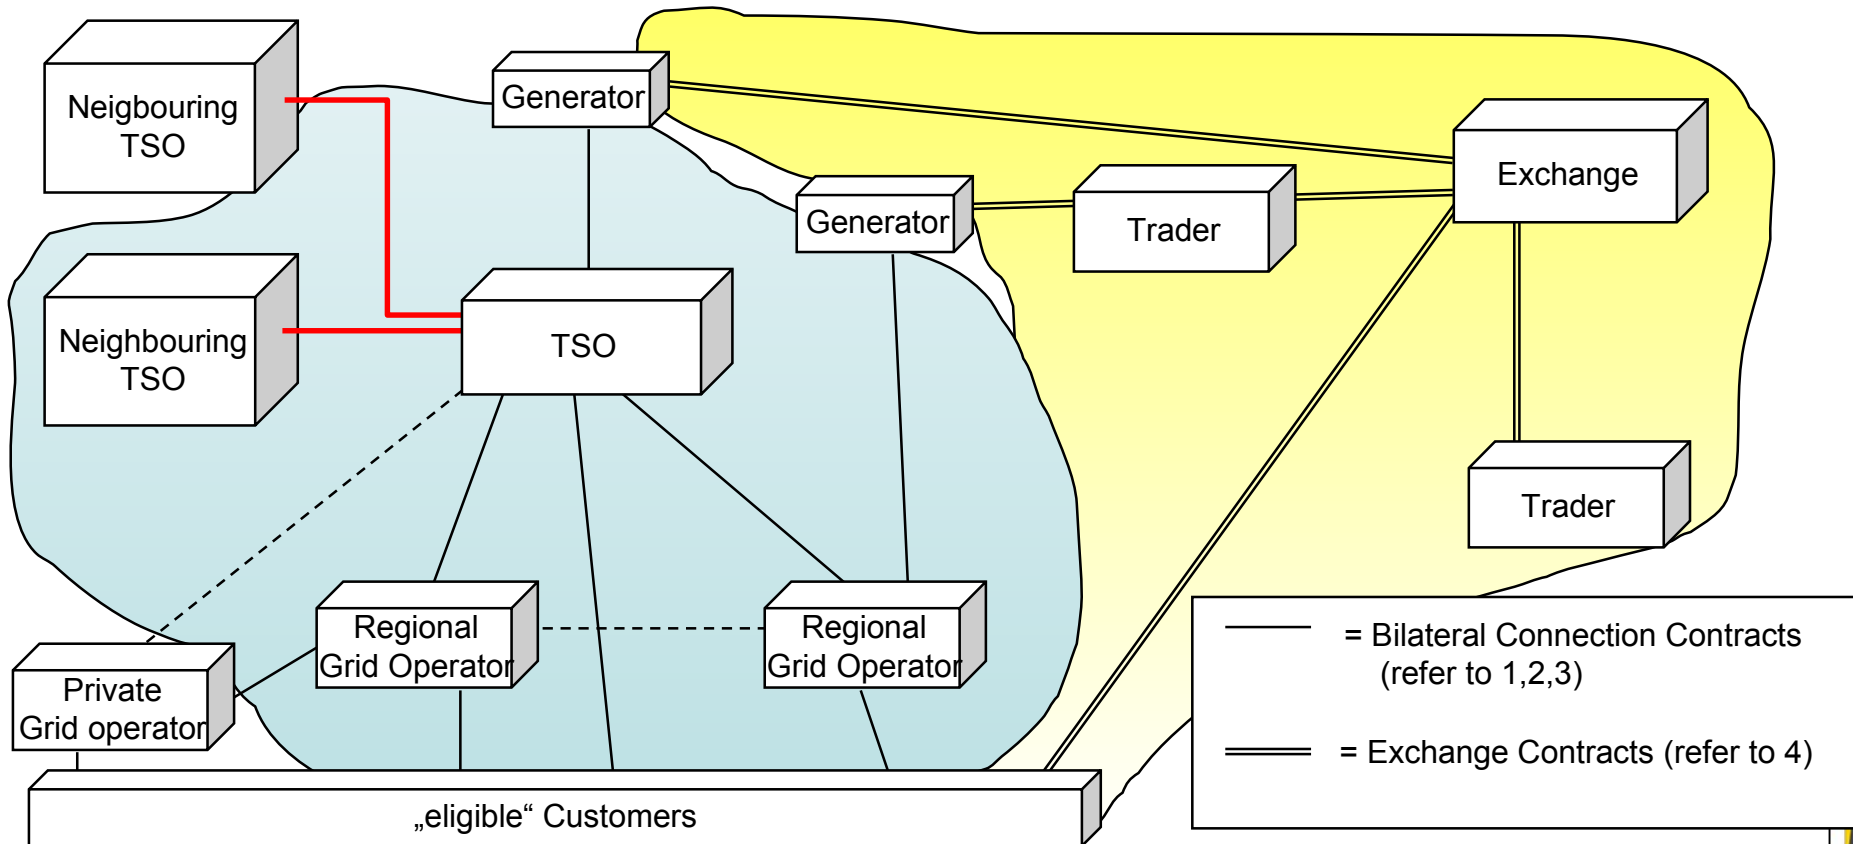 Neigbouring
TSO
Generator
Exchange
Generator
Trader
Neighbouring
TSO
TSO
Trader
Regional
Grid Operator
Regional
Grid Operator
Private
Grid operator
= Bilateral Connection Contracts
(refer to 1,2,3)
= Exchange Contracts (refer to 4)
„eligible“ Customers